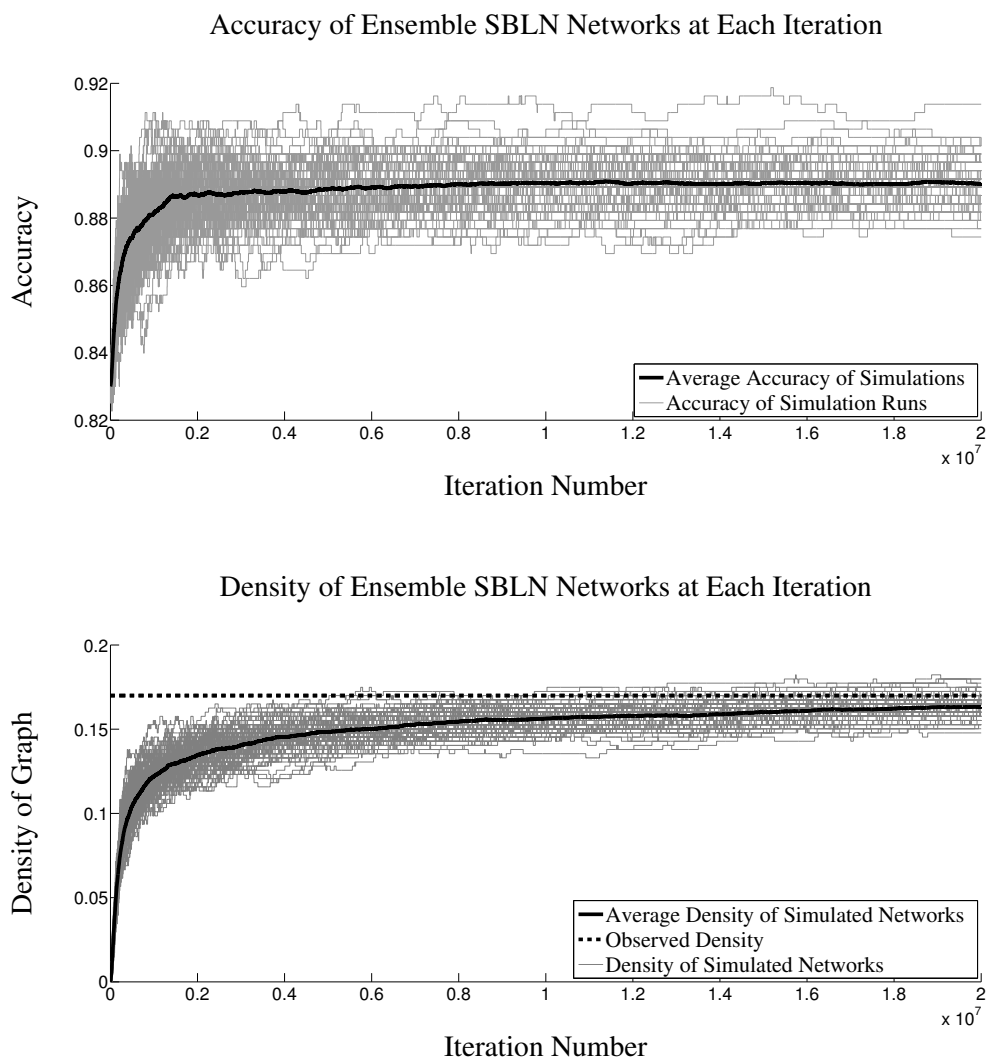 Accuracy of Ensemble SBLN Networks at Each Iteration
0.92
0.9
0.88
0.86
0.84
0.82
Accuracy
Average Accuracy of Simulations
Accuracy of Simulation Runs
0 0.2 0.4 0.6 0.8 1 1.2 1.4 1.6 1.8 2
x 10⁷
Iteration Number
Density of Ensemble SBLN Networks at Each Iteration
0.2
0.15
0.1
0.05
0
Density of Graph
Average Density of Simulated Networks
Observed Density
Density of Simulated Networks
0 0.2 0.4 0.6 0.8 1 1.2 1.4 1.6 1.8 2
x 10⁷
Iteration Number